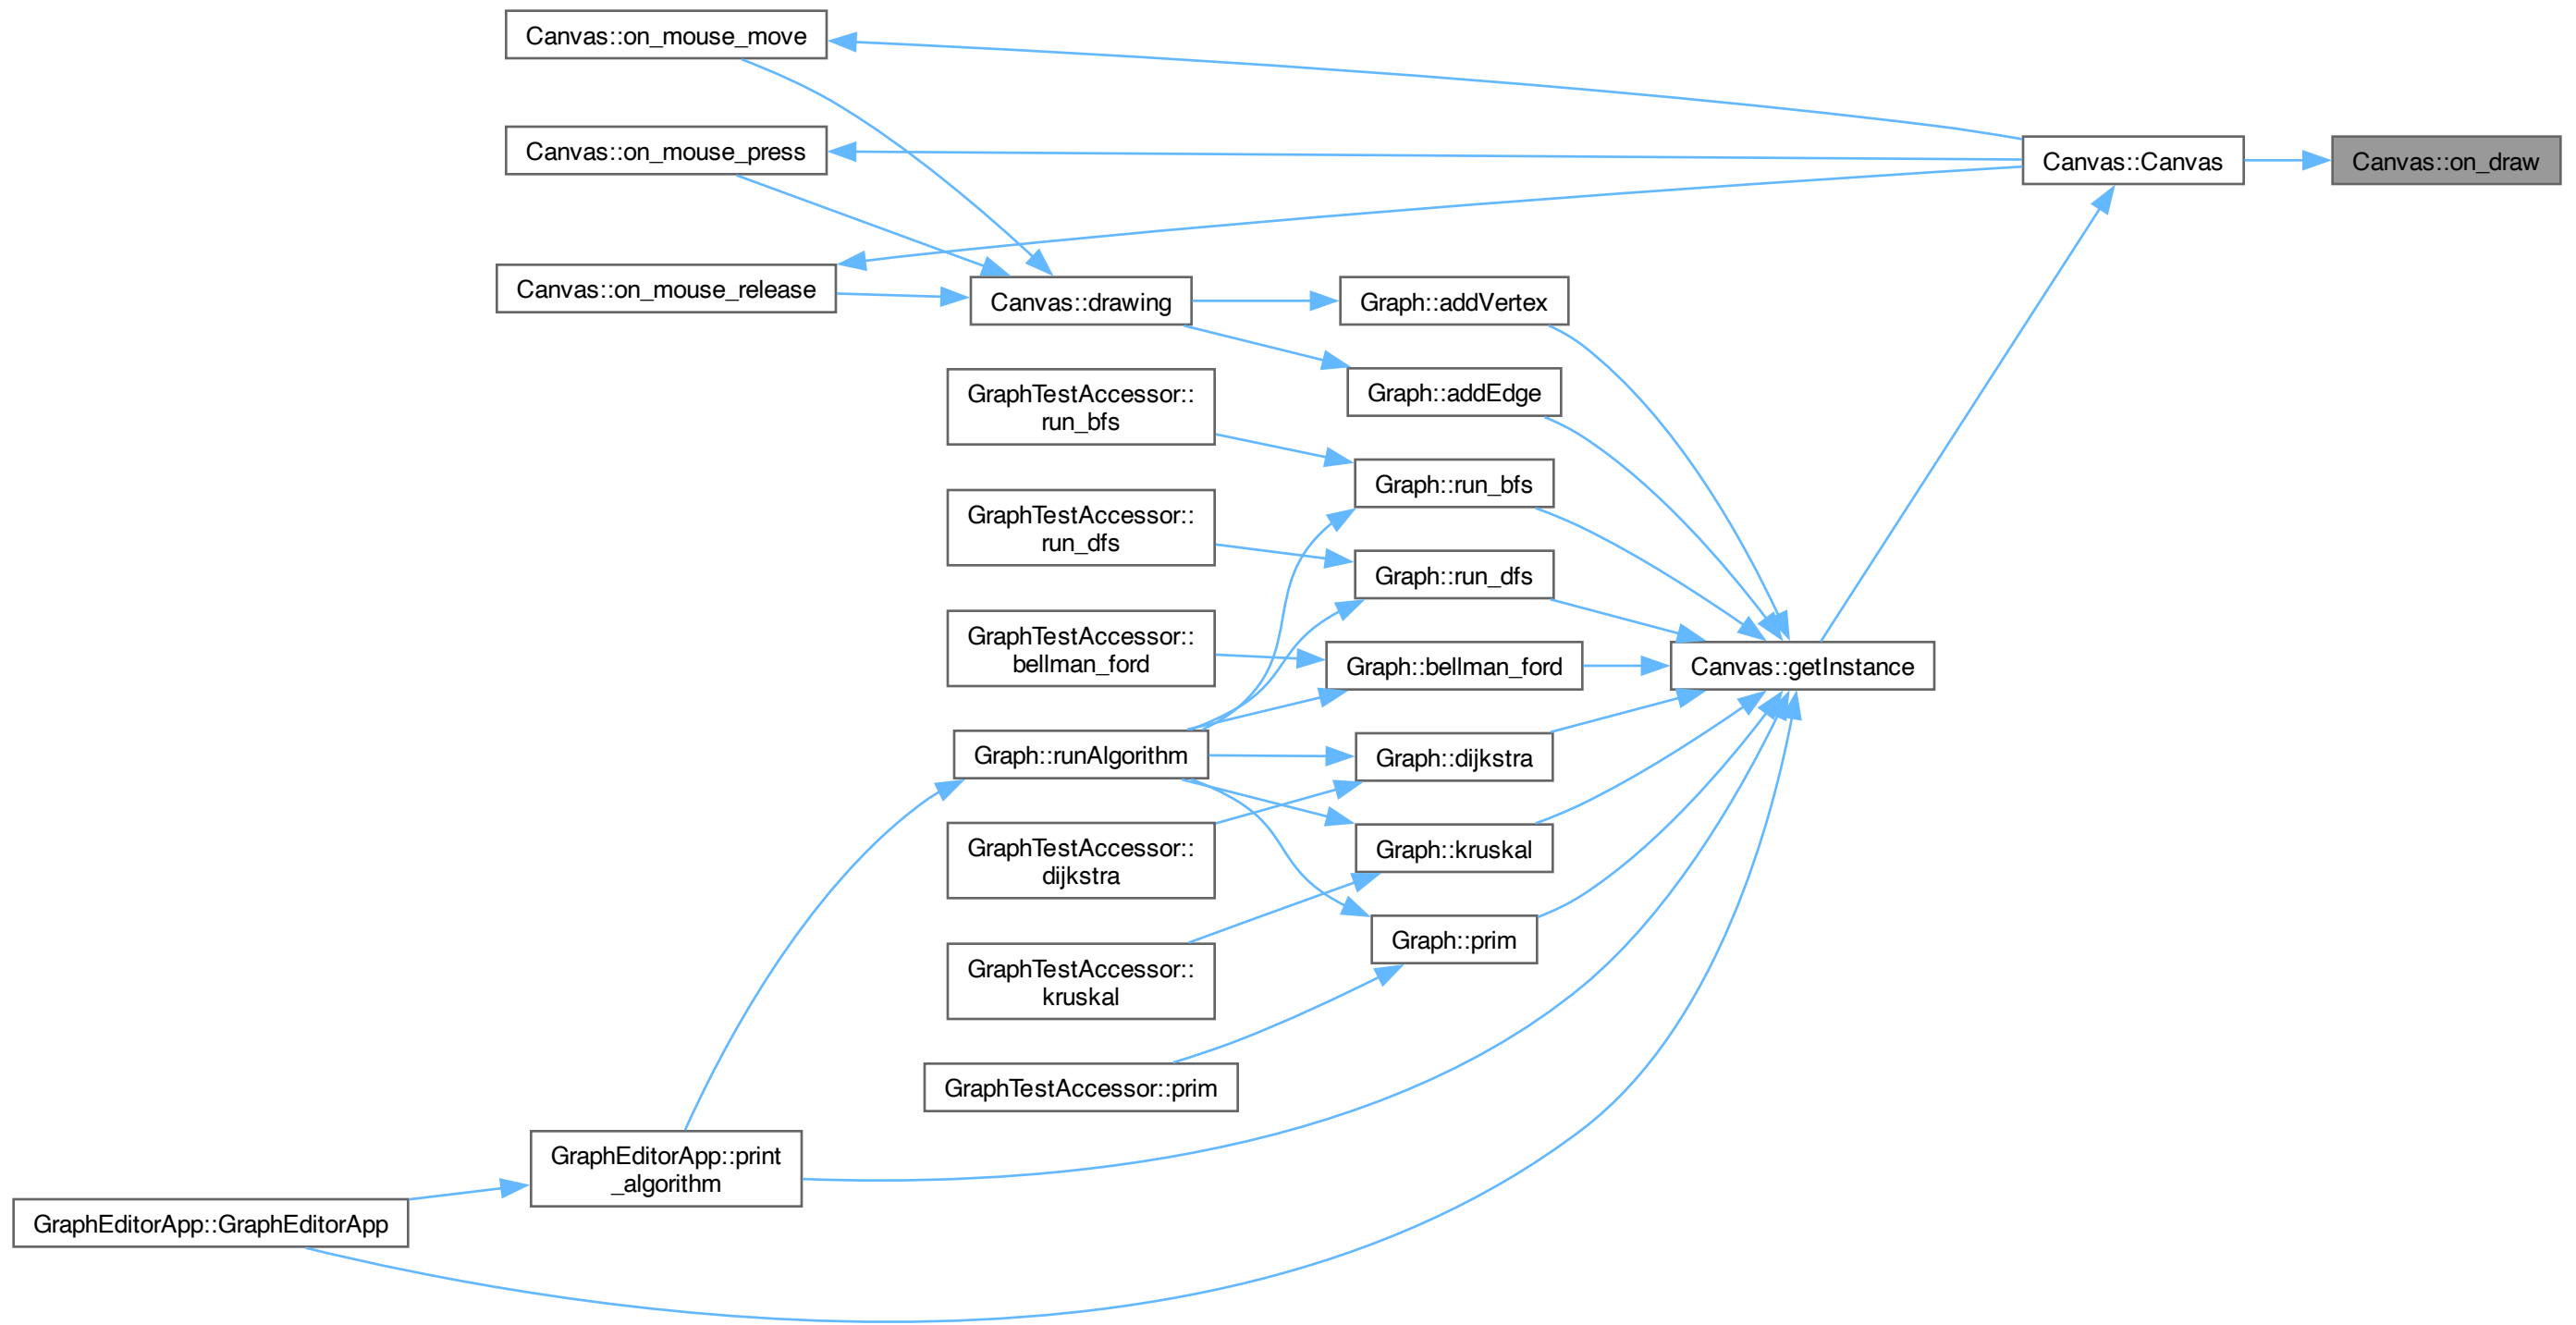 Canvas::on_mouse_move
Canvas::on_mouse_press
Canvas::Canvas
Canvas::on_draw
Canvas::on_mouse_release
Canvas::drawing
Graph::addVertex
Graph::addEdge
GraphTestAccessor::
run_bfs
Graph::run_bfs
GraphTestAccessor::
run_dfs
Graph::run_dfs
GraphTestAccessor::
bellman_ford
Graph::bellman_ford
Canvas::getInstance
Graph::runAlgorithm
Graph::dijkstra
GraphTestAccessor::
dijkstra
Graph::kruskal
Graph::prim
GraphTestAccessor::
kruskal
GraphTestAccessor::prim
GraphEditorApp::print
_algorithm
GraphEditorApp::GraphEditorApp